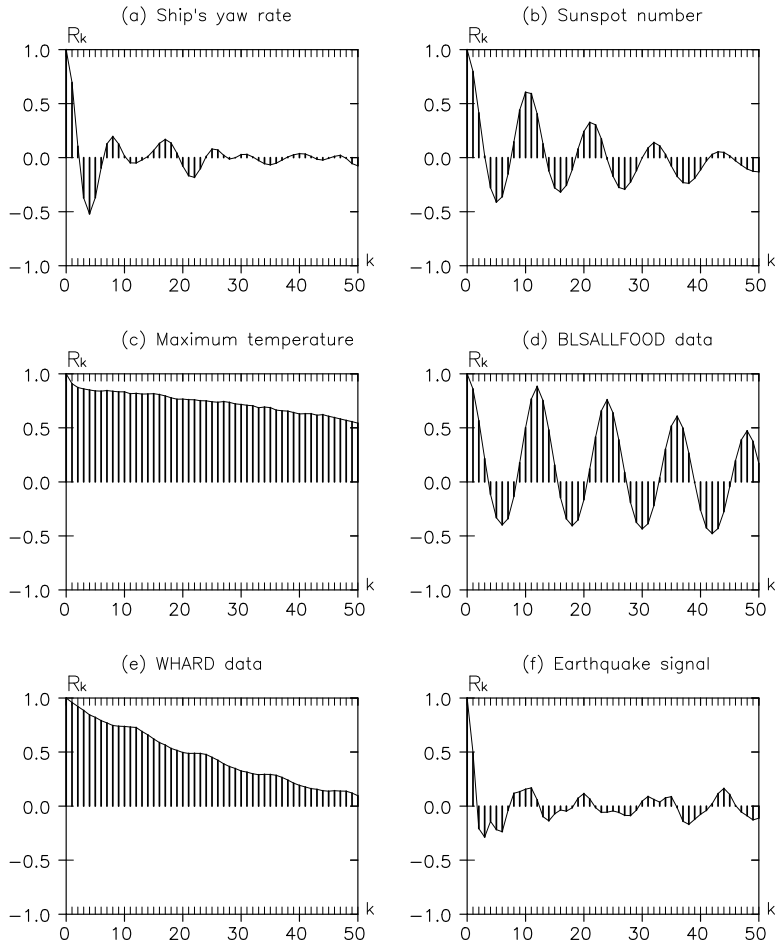 (a) Ship's yaw rate
Rk
1.0
0.5
0.0
−0.5
−1.0
0 10 20 30 40 50
k
(b) Sunspot number
Rk
1.0
0.5
0.0
−0.5
−1.0
0 10 20 30 40 50
k
(c) Maximum temperature
Rk
1.0
0.5
0.0
−0.5
−1.0
0 10 20 30 40 50
k
(d) BLSALLFOOD data
Rk
1.0
0.5
0.0
−0.5
−1.0
0 10 20 30 40 50
k
(e) WHARD data
Rk
1.0
0.5
0.0
−0.5
−1.0
0 10 20 30 40 50
k
(f) Earthquake signal
Rk
1.0
0.5
0.0
−0.5
−1.0
0 10 20 30 40 50
k